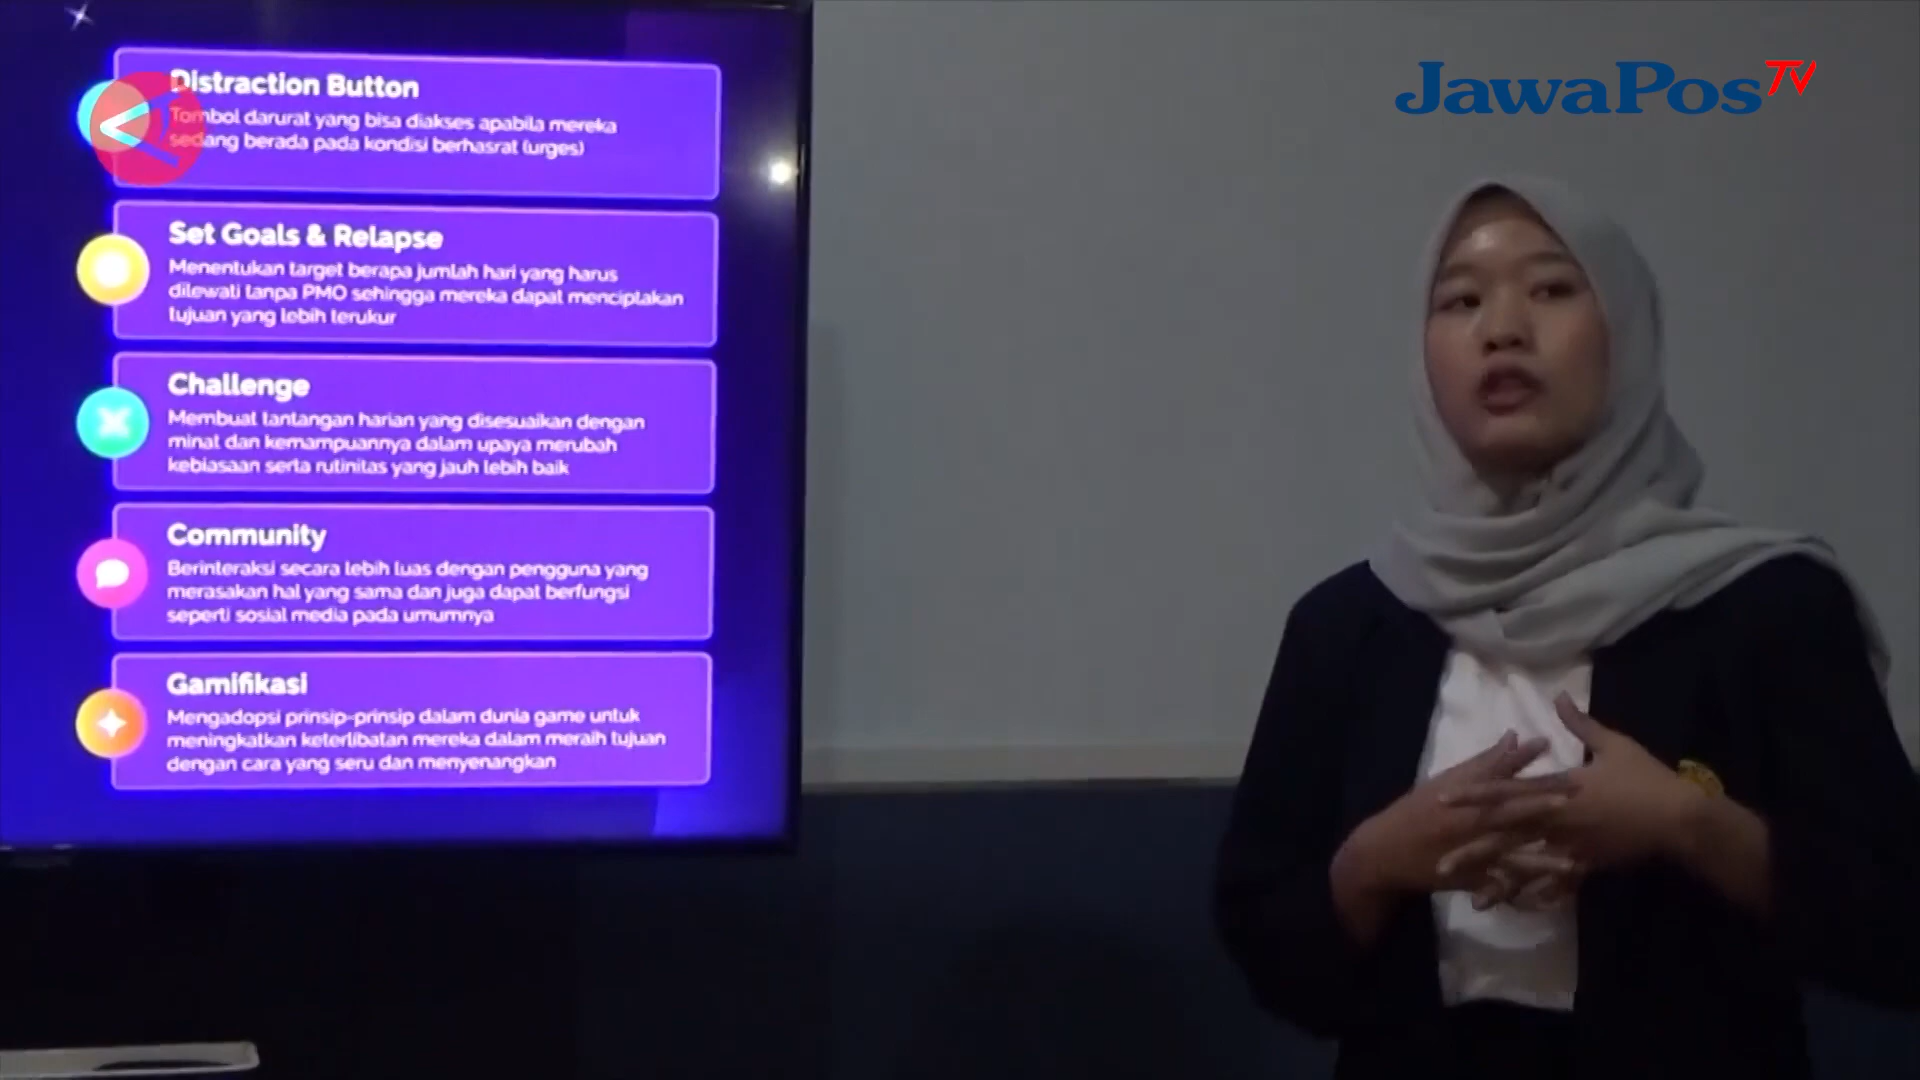 Distraction Button
Tombol darurat yang bisa diakses apabila mereka
sedang berada pada kondisi berhasrat (urges)
Set Goals & Relapse
Menentukan target berapa jumlah hari yang harus
dilewati tanpa PMO sehingga mereka dapat menciptakan
tujuan yang lebih terukur
Challenge
Membuat tantangan harian yang disesuaikan dengan
minat dan kemampuannya dalam upaya merubah
kebiasaan serta rutinitas yang jauh lebih baik
Community
Berinteraksi secara lebih luas dengan pengguna yang
merasakan hal yang sama dan juga dapat berfungsi
seperti sosial media pada umumnya
Gamifikasi
Mengadopsi prinsip-prinsip dalam dunia game untuk
meningkatkan keterlibatan mereka dalam meraih tujuan
dengan cara yang seru dan menyenangkan
JawaPos TV